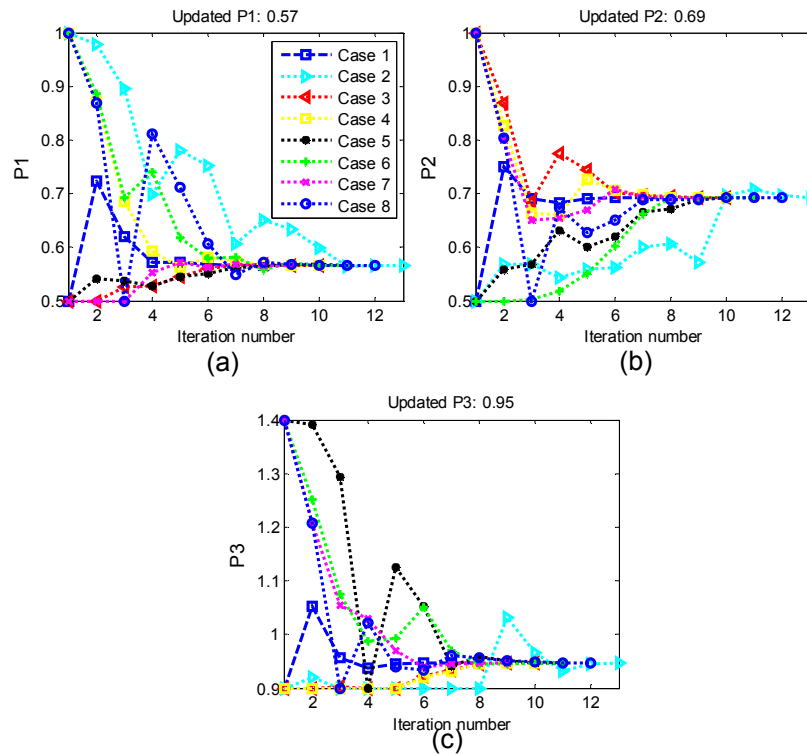 Updated P1: 0.57
1
0.9
0.8
0.7
0.6
0.5
P1
2 4 6 8 10 12
Iteration number
(a)
Case 1
Case 2
Case 3
Case 4
Case 5
Case 6
Case 7
Case 8
Updated P2: 0.69
1
0.9
0.8
0.7
0.6
0.5
P2
2 4 6 8 10 12
Iteration number
(b)
Updated P3: 0.95
1.4
1.3
1.2
1.1
1
0.9
P3
2 4 6 8 10 12
Iteration number
(c)